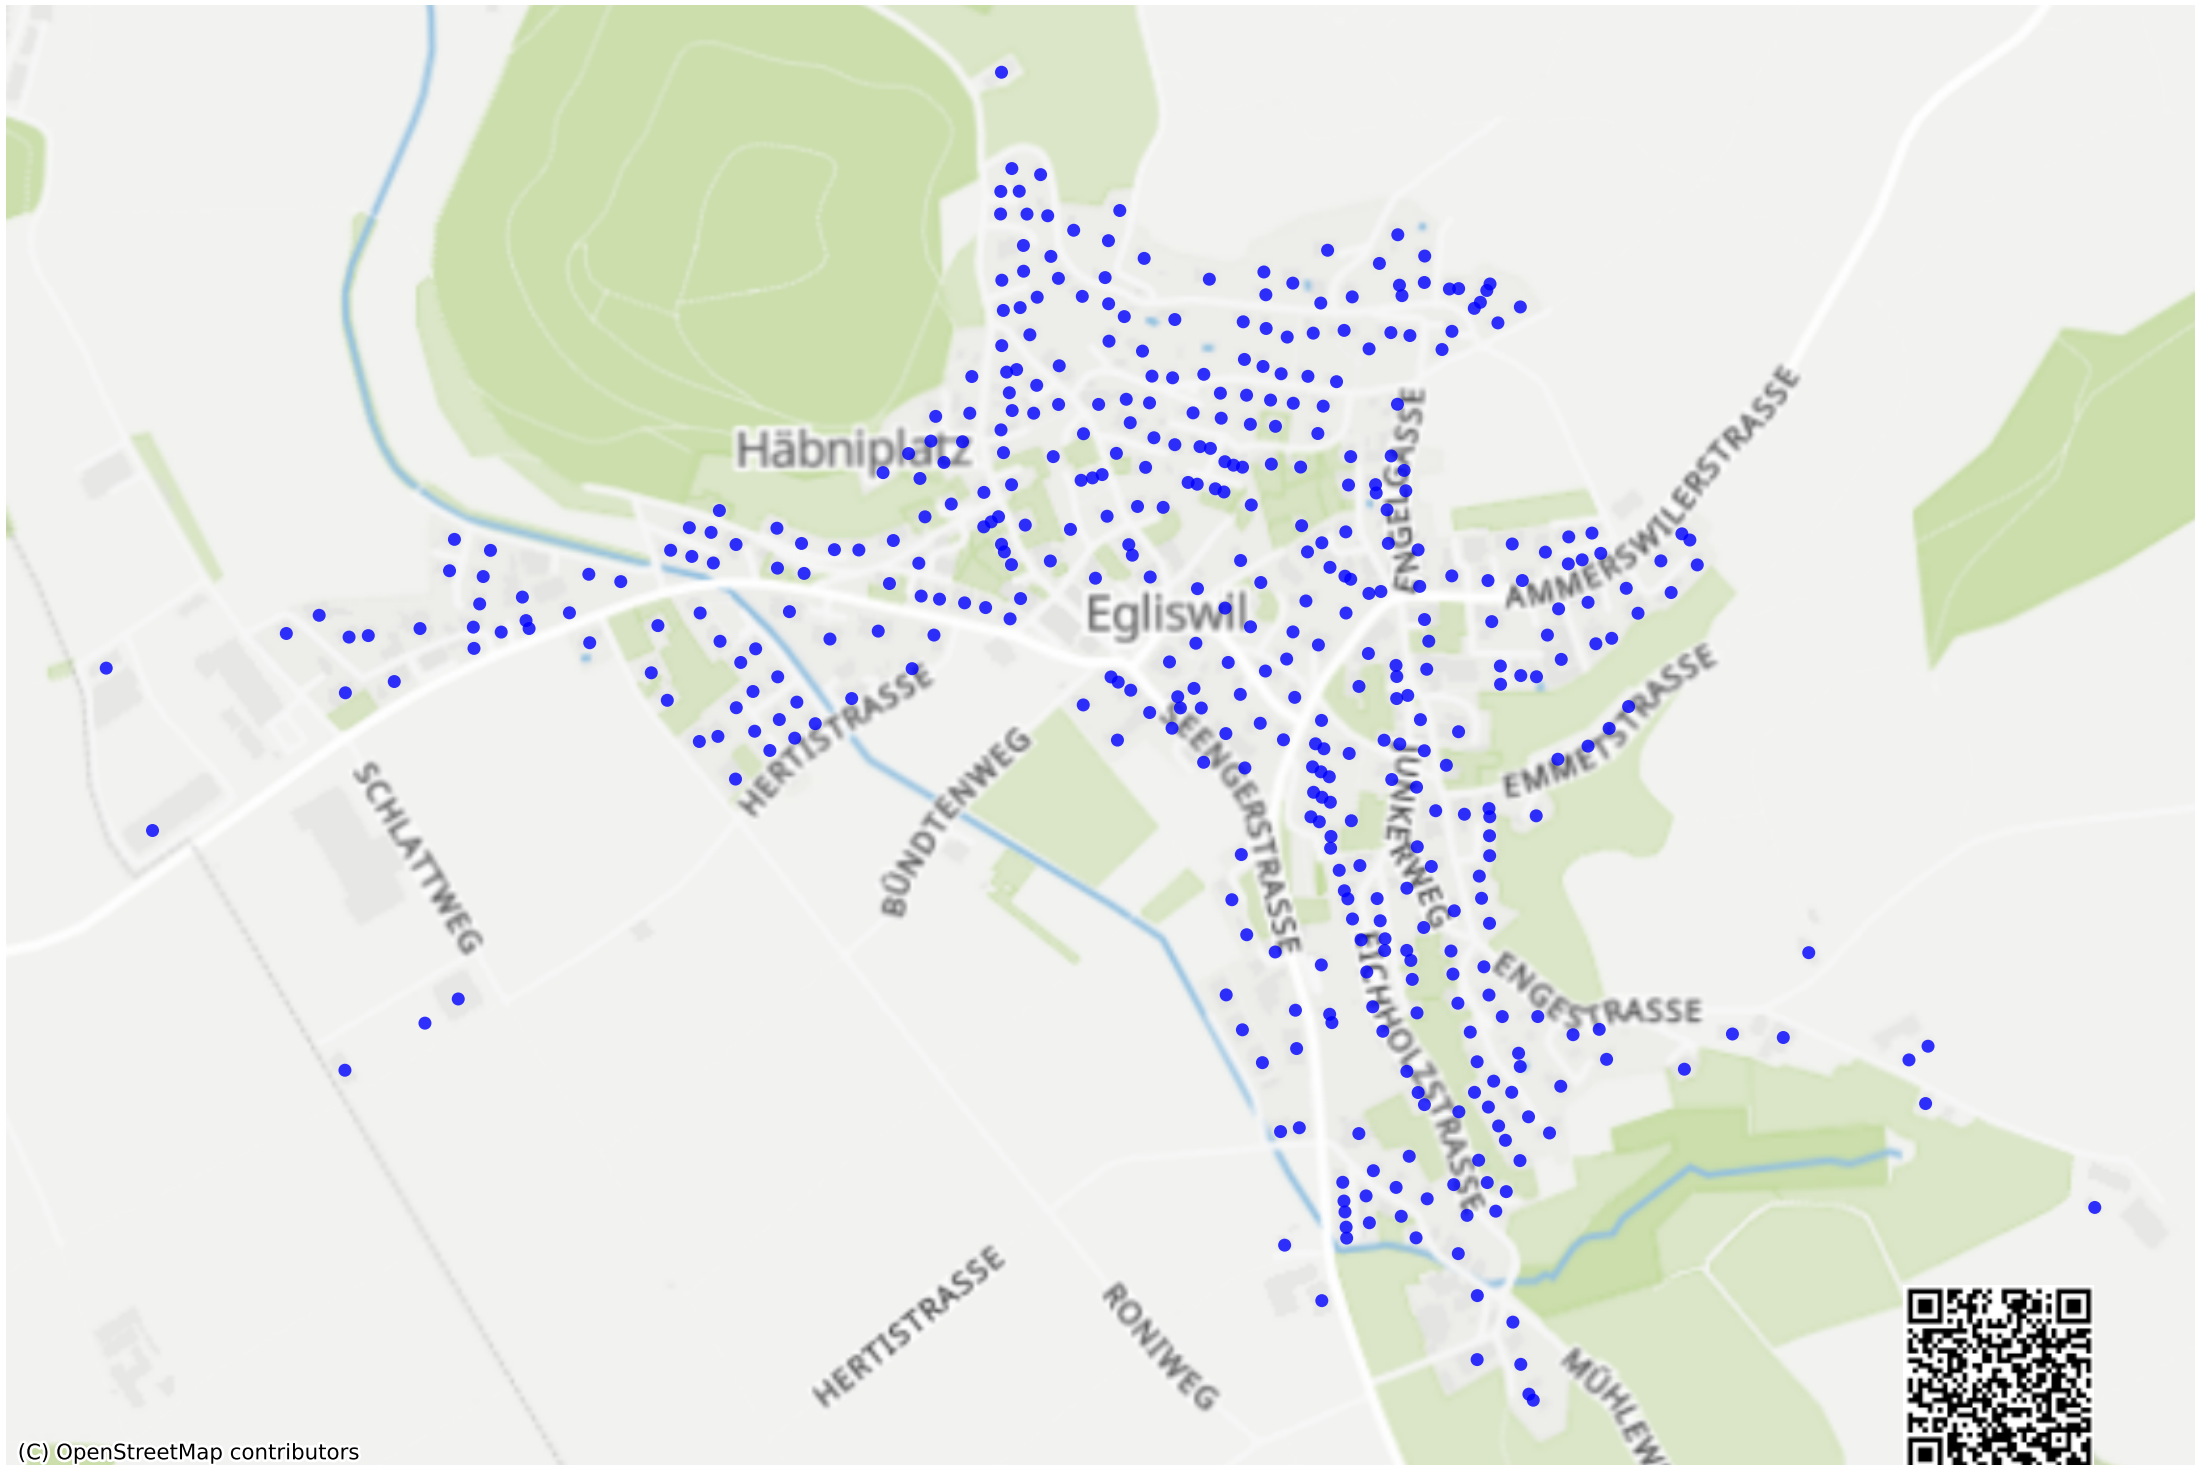 ENGELGASSE
Häbniplatz
AMMERSWILERSTRASSE
Egliswil
HERTISTRASSE
EMMETSTRASSE
SEENGERSTRASSE
BÜNDTENWEG
JUNKERWEG
SCHLATTWEG
EICHHOLZSTRASSE
ENGESTRASSE
HERTISTRASSE
RONIWEG
MÜHLEW
(C) OpenStreetMap contributors